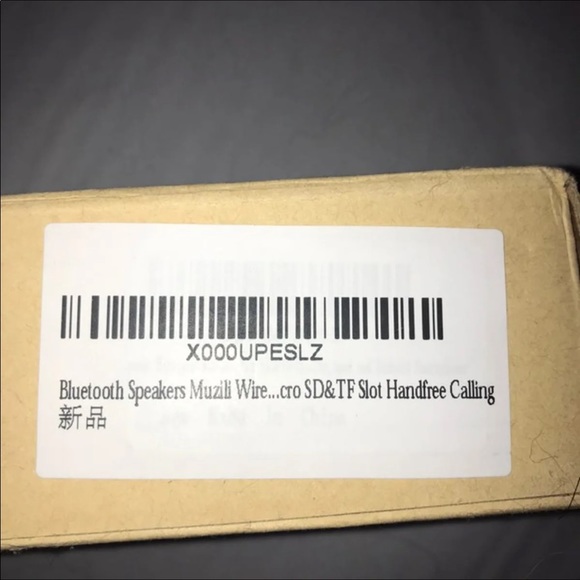 X000UPESLZ
Bluetooth Speakers Muzili Wire...cro SD&TF Slot Handfree Calling
新品